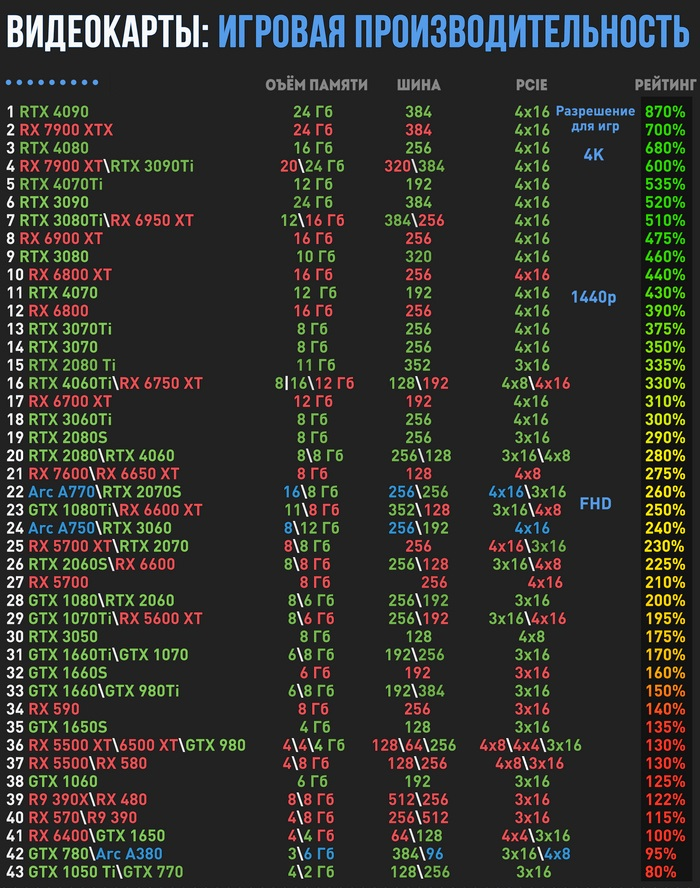 ВИДЕОКАРТЫ: ИГРОВАЯ ПРОИЗВОДИТЕЛЬНОСТЬ
ОЪЁМ ПАМЯТИ ШИНА PCIE РЕЙТИНГ
1 RTX 4090 24 Гб 384 4x16 Разрешение 870%
2 RX 7900 XTX 24 Гб 384 4x16 для игр 700%
3 RTX 4080 16 Гб 256 4x16 680%
4K
4 RX 7900 XT\RTX 3090Ti 20\24 Гб 320\384 4x16 600%
5 RTX 4070Ti 12 Гб 192 4x16 535%
6 RTX 3090 24 Гб 384 4x16 520%
7 RTX 3080Ti\RX 6950 XT 12\16 Гб 384\256 4x16 510%
8 RX 6900 XT 16 Гб 256 4x16 475%
9 RTX 3080 10 Гб 320 4x16 460%
10 RX 6800 XT 16 Гб 256 4x16 440%
11 RTX 4070 12 Гб 192 4x16 1440p 430%
12 RX 6800 16 Гб 256 4x16 390%
13 RTX 3070Ti 8 Гб 256 4x16 375%
14 RTX 3070 8 Гб 256 4x16 350%
15 RTX 2080 Ti 11 Гб 352 3x16 335%
16 RTX 4060Ti\RX 6750 XT 8|16\12 Гб 128\192 4x8\4x16 330%
17 RX 6700 XT 12 Гб 192 4x16 310%
18 RTX 3060Ti 8 Гб 256 4x16 300%
19 RTX 2080S 8 Гб 256 3x16 290%
20 RTX 2080\RTX 4060 8\8 Гб 256\128 3x16\4x8 280%
21 RX 7600\RX 6650 XT 8 Гб 128 4x8 275%
22 Arc A770\RTX 2070S 16\8 Гб 256\256 4x16\3x16 260%
23 GTX 1080Ti\RX 6600 XT 11\8 Гб 352\128 3x16\4x8 FHD 250%
24 Arc A750\RTX 3060 8\12 Гб 256\192 4x16 240%
25 RX 5700 XT\RTX 2070 8\8 Гб 256 4x16\3x16 230%
26 RTX 2060S\RX 6600 8\8 Гб 256\128 3x16\4x8 225%
27 RX 5700 8 Гб 256 4x16 210%
28 GTX 1080\RTX 2060 8\6 Гб 256\192 3x16 200%
29 GTX 1070Ti\RX 5600 XT 8\6 Гб 256\192 3x16\4x16 195%
30 RTX 3050 8 Гб 128 4x8 175%
31 GTX 1660Ti\GTX 1070 6\8 Гб 192\256 3x16 170%
32 GTX 1660S 6 Гб 192 3x16 160%
33 GTX 1660\GTX 980Ti 6\8 Гб 192\384 3x16 150%
34 RX 590 8 Гб 256 3x16 140%
35 GTX 1650S 4 Гб 128 3x16 135%
36 RX 5500 XT\6500 XT\GTX 980 4\4\4 Гб 128\64\256 4x8\4x4\3x16 130%
37 RX 5500\RX 580 4\8 Гб 128\256 4x8\3x16 130%
38 GTX 1060 6 Гб 192 3x16 125%
39 R9 390X\RX 480 8\8 Гб 512\256 3x16 122%
40 RX 570\R9 390 4\8 Гб 256\512 3x16 115%
41 RX 6400\GTX 1650 4\4 Гб 64\128 4x4\3x16 100%
42 GTX 780\Arc A380 3\6 Гб 384\96 3x16\4x8 95%
43 GTX 1050 Ti\GTX 770 4\2 Гб 128\256 3x16 80%